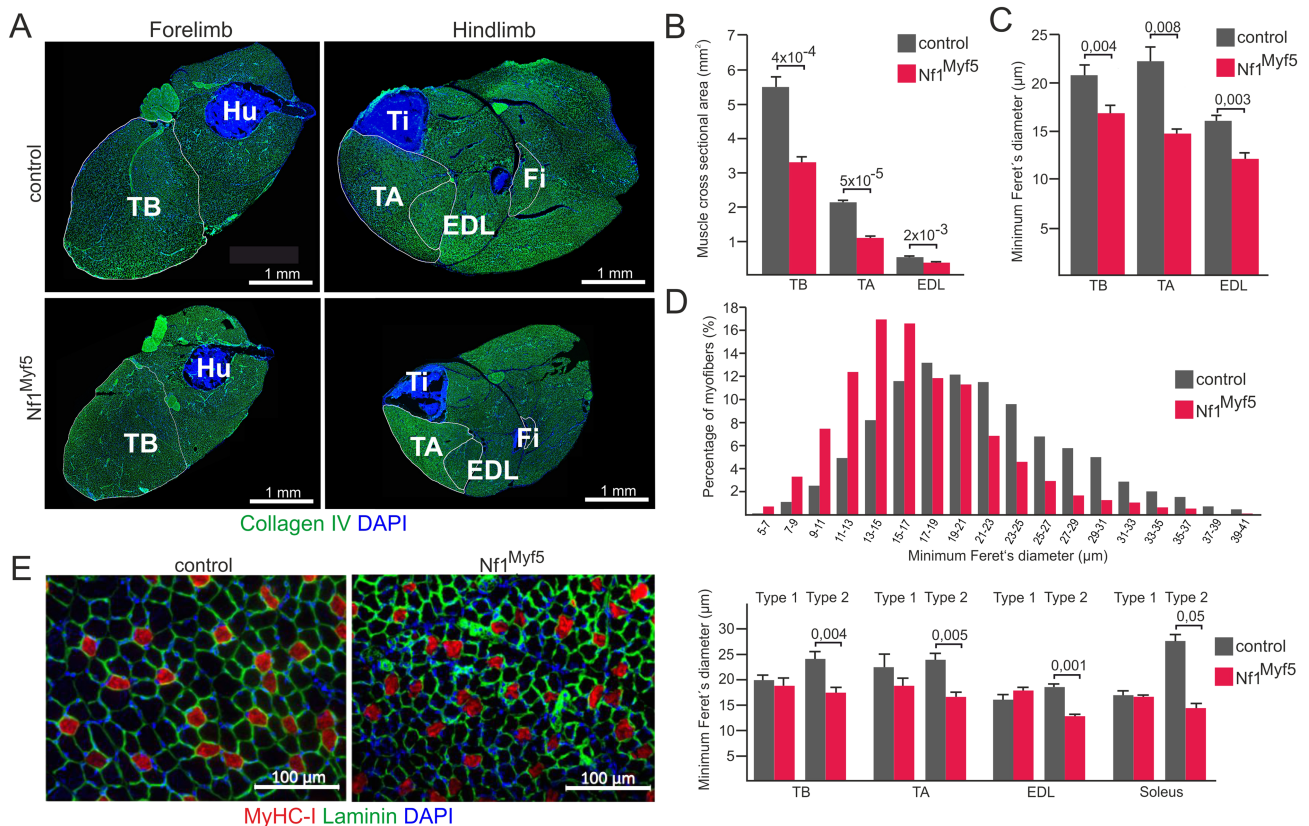 A
Forelimb
Hindlimb
control
Hu
TB
1 mm
Ti
TA
EDL
Fi
1 mm
Nf1Myf5
Hu
TB
1 mm
Ti
TA
EDL
Fi
1 mm
Collagen IV DAPI
B
Muscle cross sectional area (mm²)
7
6
5
4
3
2
1
4x10⁻⁴
5x10⁻⁵
2x10⁻³
control
Nf1Myf5
TB TA EDL
C
Minimum Feret´s diameter (µm)
25
20
15
25
5
0,004
0,008
0,003
control
Nf1Myf5
TB TA EDL
D
Percentage of myofibers (%)
18
16
14
12
10
8
6
4
2
control
Nf1Myf5
5-7 7-9 9-11 11-13 13-15 15-17 17-19 19-21 21-23 23-25 25-27 27-29 29-31 31-33 33-35 35-37 37-39 39-41
Minimum Feret‘s diameter (µm)
E
control
Nf1Myf5
100 µm
100 µm
MyHC-I Laminin DAPI
Minimum Feret´s diameter (µm)
30
25
20
15
25
5
Type 1 Type 2 Type 1 Type 2 Type 1 Type 2 Type 1 Type 2
0,004
0,005
0,001
0,05
control
Nf1Myf5
TB TA EDL Soleus